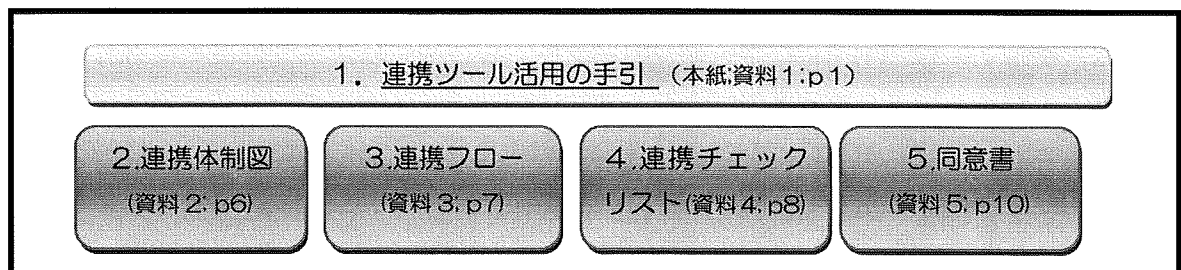 1．連携ツール活用の手引（本紙;資料1;p1）
2.連携体制図
(資料2;p6)
3.連携フロー
(資料3;p7)
4.連携チェック
リスト(資料4;p8)
5.同意書
(資料5;p10)